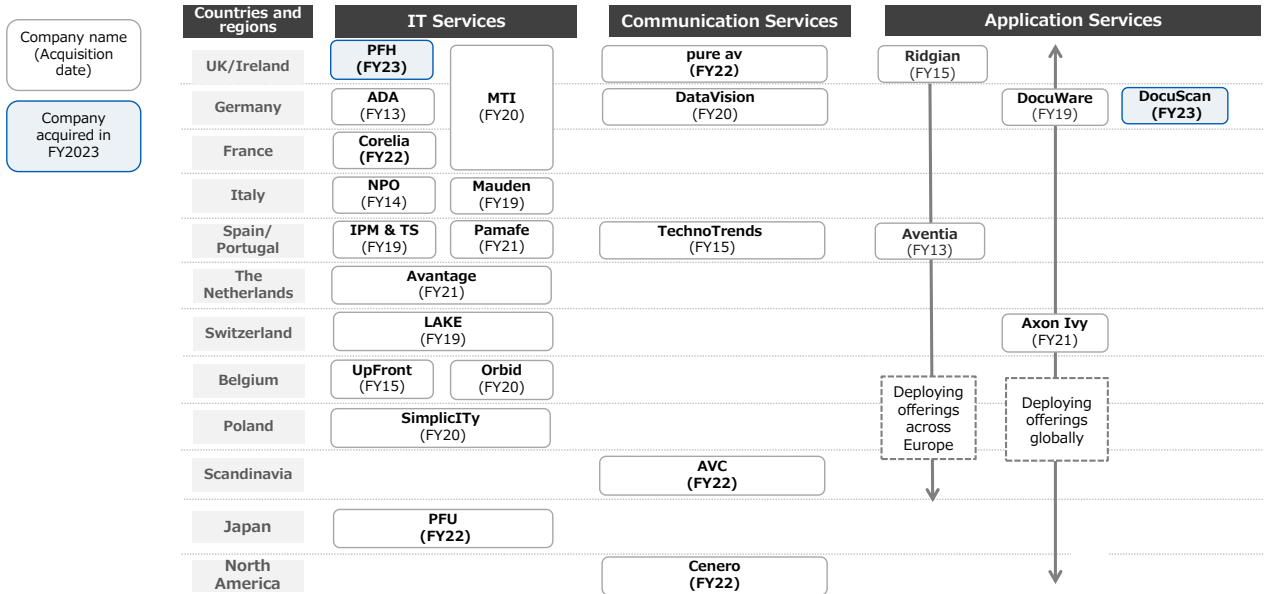 Company name
(Acquisition
date)
Company
acquired in
FY2023
Countries and
regions
IT Services
Communication Services
Application Services
UK/Ireland
PFH
(FY23)
MTI
(FY20)
pure av
(FY22)
Ridgian
(FY15)
Germany
ADA
(FY13)
DataVision
(FY20)
DocuWare
(FY19)
DocuScan
(FY23)
France
Corelia
(FY22)
Italy
NPO
(FY14)
Mauden
(FY19)
Spain/
Portugal
IPM & TS
(FY19)
Pamafe
(FY21)
TechnoTrends
(FY15)
Aventia
(FY13)
The
Netherlands
Avantage
(FY21)
Switzerland
LAKE
(FY19)
Axon Ivy
(FY21)
Belgium
UpFront
(FY15)
Orbid
(FY20)
Deploying
offerings
across
Europe
Deploying
offerings
globally
Poland
SimplicITy
(FY20)
Scandinavia
AVC
(FY22)
Japan
PFU
(FY22)
North
America
Cenero
(FY22)